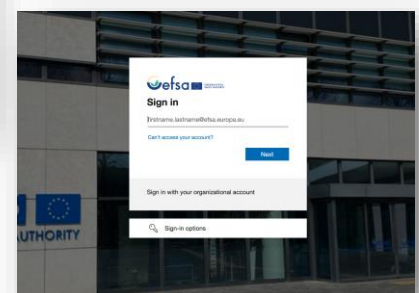 efsa
Sign in
firstname.lastname@efsa.europa.eu
Can't access your account?
Next
Sign in with your organizational account
Sign-in options
UTHORITY